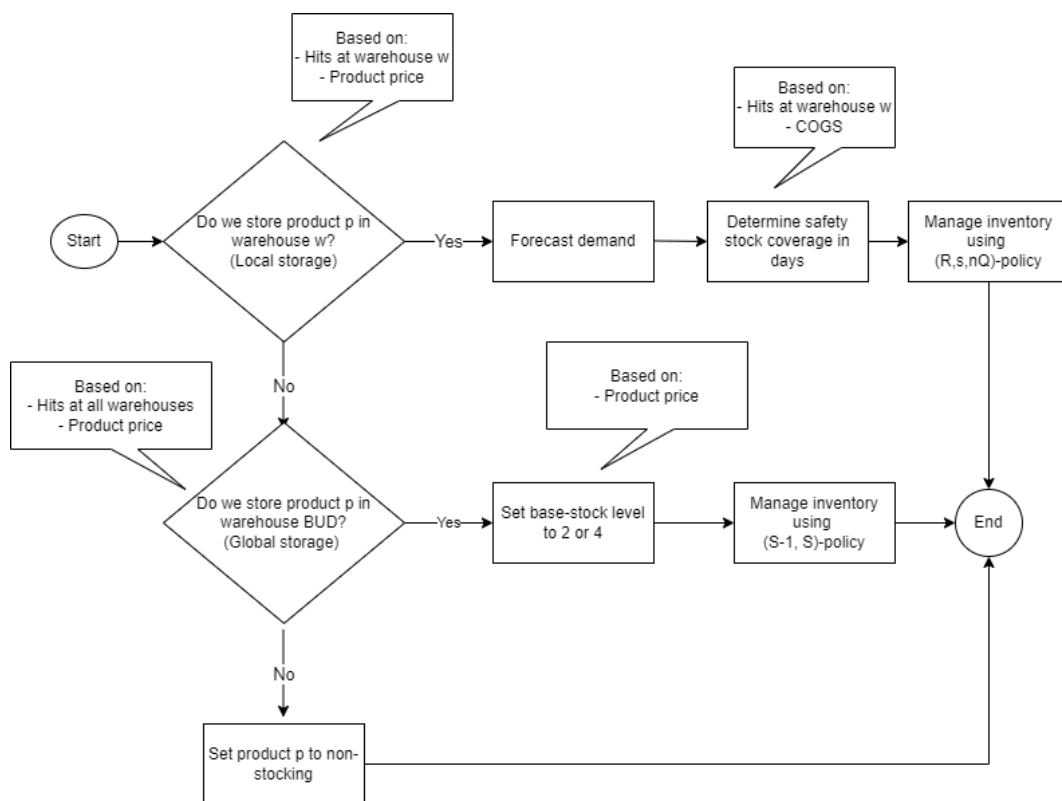 Based on:
- Hits at warehouse w
- Product price
Based on:
- Hits at warehouse w
- COGS
Start
Do we store product p in
warehouse w?
(Local storage)
Yes
Forecast demand
Determine safety
stock coverage in
days
Manage inventory
using
(R,s,nQ)-policy
No
Based on:
- Hits at all warehouses
- Product price
Based on:
- Product price
Do we store product p in
warehouse BUD?
(Global storage)
Yes
Set base-stock level
to 2 or 4
Manage inventory
using
(S-1, S)-policy
End
No
Set product p to non-
stocking